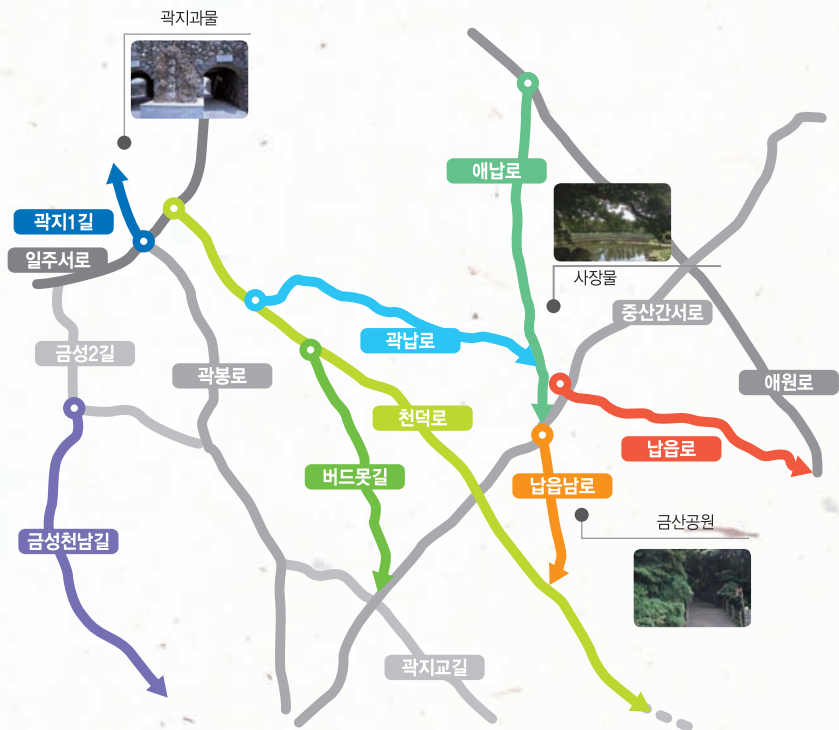 곽지과물
애납로
곽지1길
일주서로
사장물
중산간서로
금성2길
곽납로
곽봉로
애원로
천덕로
납읍로
버드못길
납읍남로
금산공원
금성천남길
곽지교길